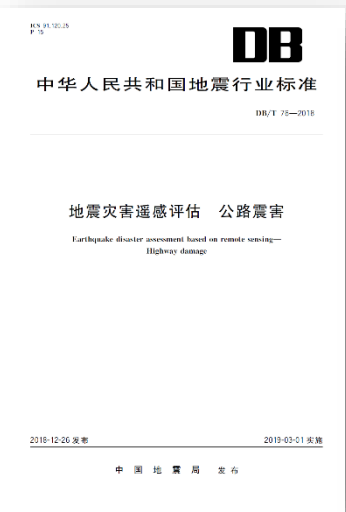 ICS 91.120.25
P 15
DB
中华人民共和国地震行业标准
DB/T 78—2018
地震灾害遥感评估 公路震害
Earthquake disaster assessment based on remote sensing—
Highway damage
2018-12-26 发布 2019-03-01 实施
中国地震局 发布